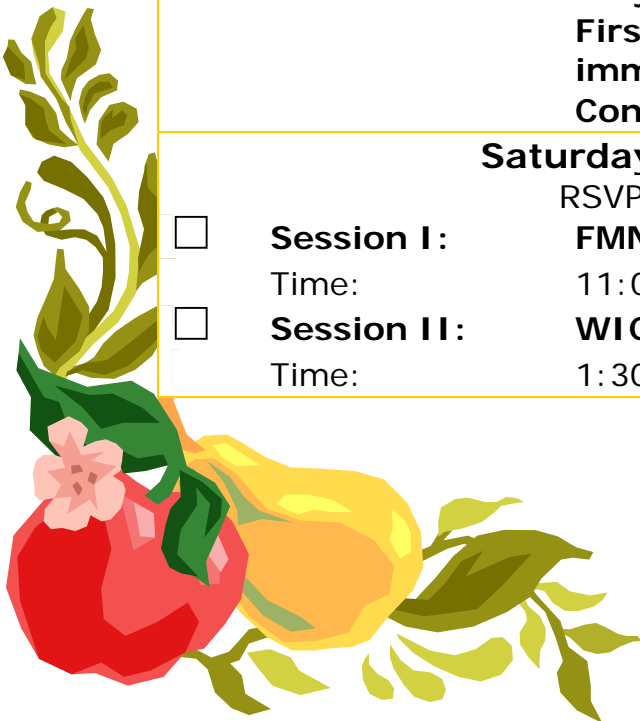 Firs
imm
Con
Saturday
RSVP
☐ Session I: FMN
Time: 11:0
☐ Session II: WIC
Time: 1:30